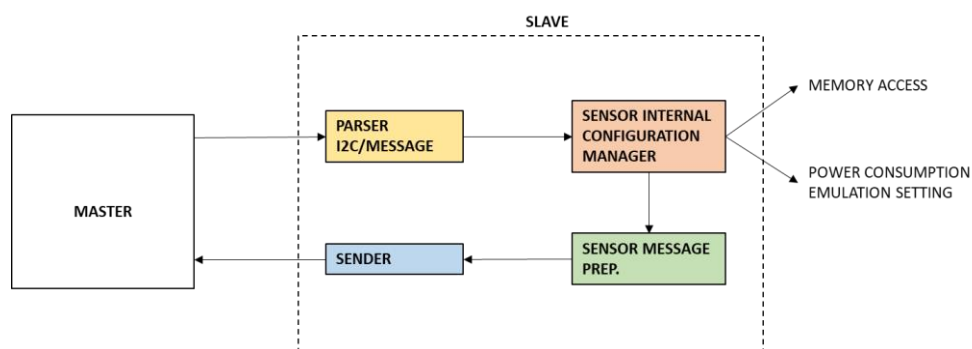 SLAVE
MASTER
PARSER
I2C/MESSAGE
SENSOR INTERNAL
CONFIGURATION
MANAGER
MEMORY ACCESS
POWER CONSUMPTION
EMULATION SETTING
SENDER
SENSOR MESSAGE
PREP.